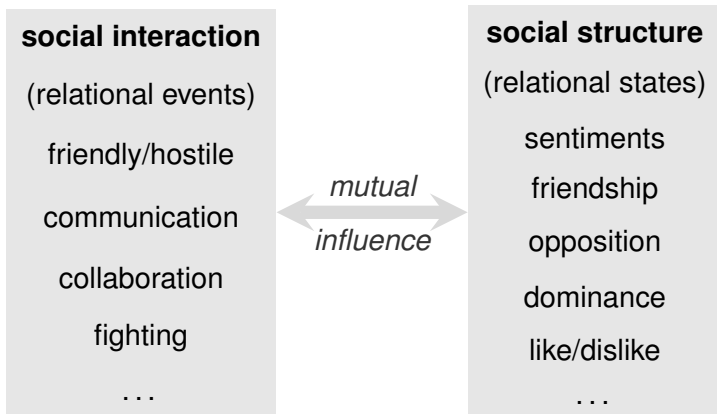 social interaction
(relational events)
friendly/hostile
communication
collaboration
fighting
. . .
mutual
influence
social structure
(relational states)
sentiments
friendship
opposition
dominance
like/dislike
. . .